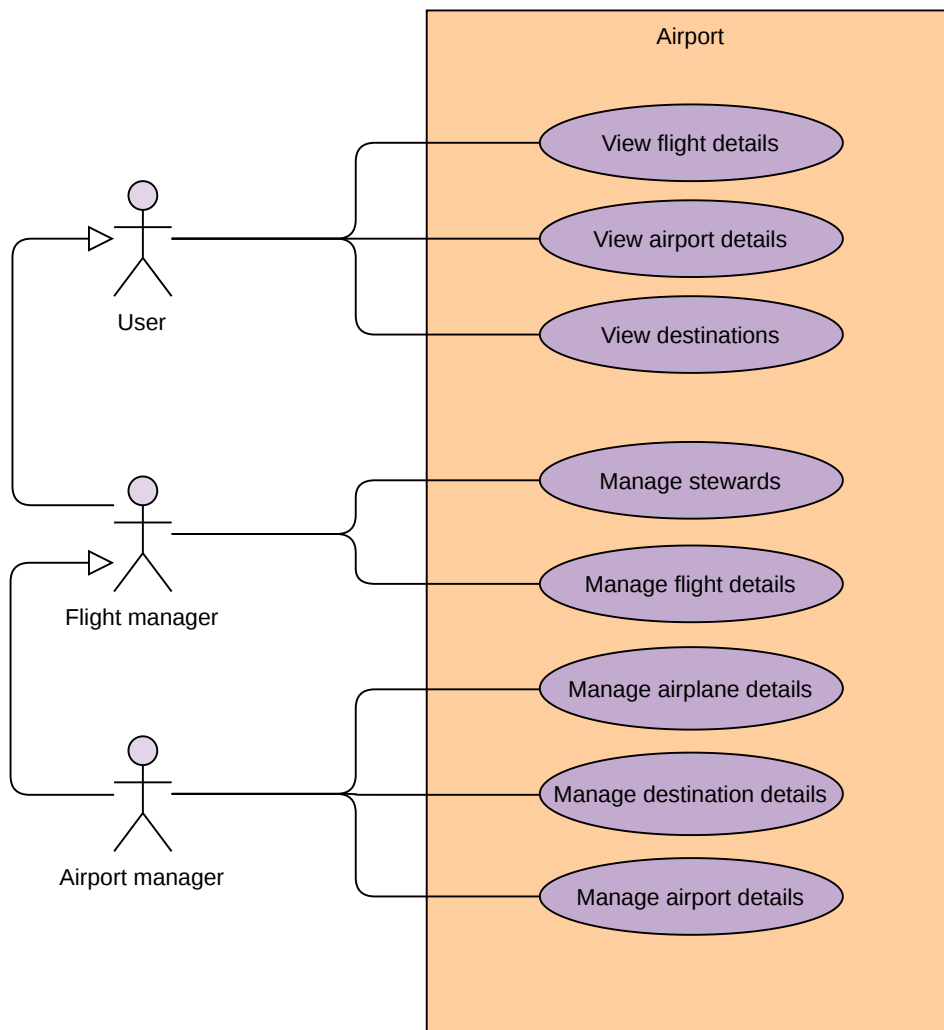 Airport
View flight details
View airport details
View destinations
User
Manage stewards
Manage flight details
Flight manager
Manage airplane details
Manage destination details
Airport manager
Manage airport details